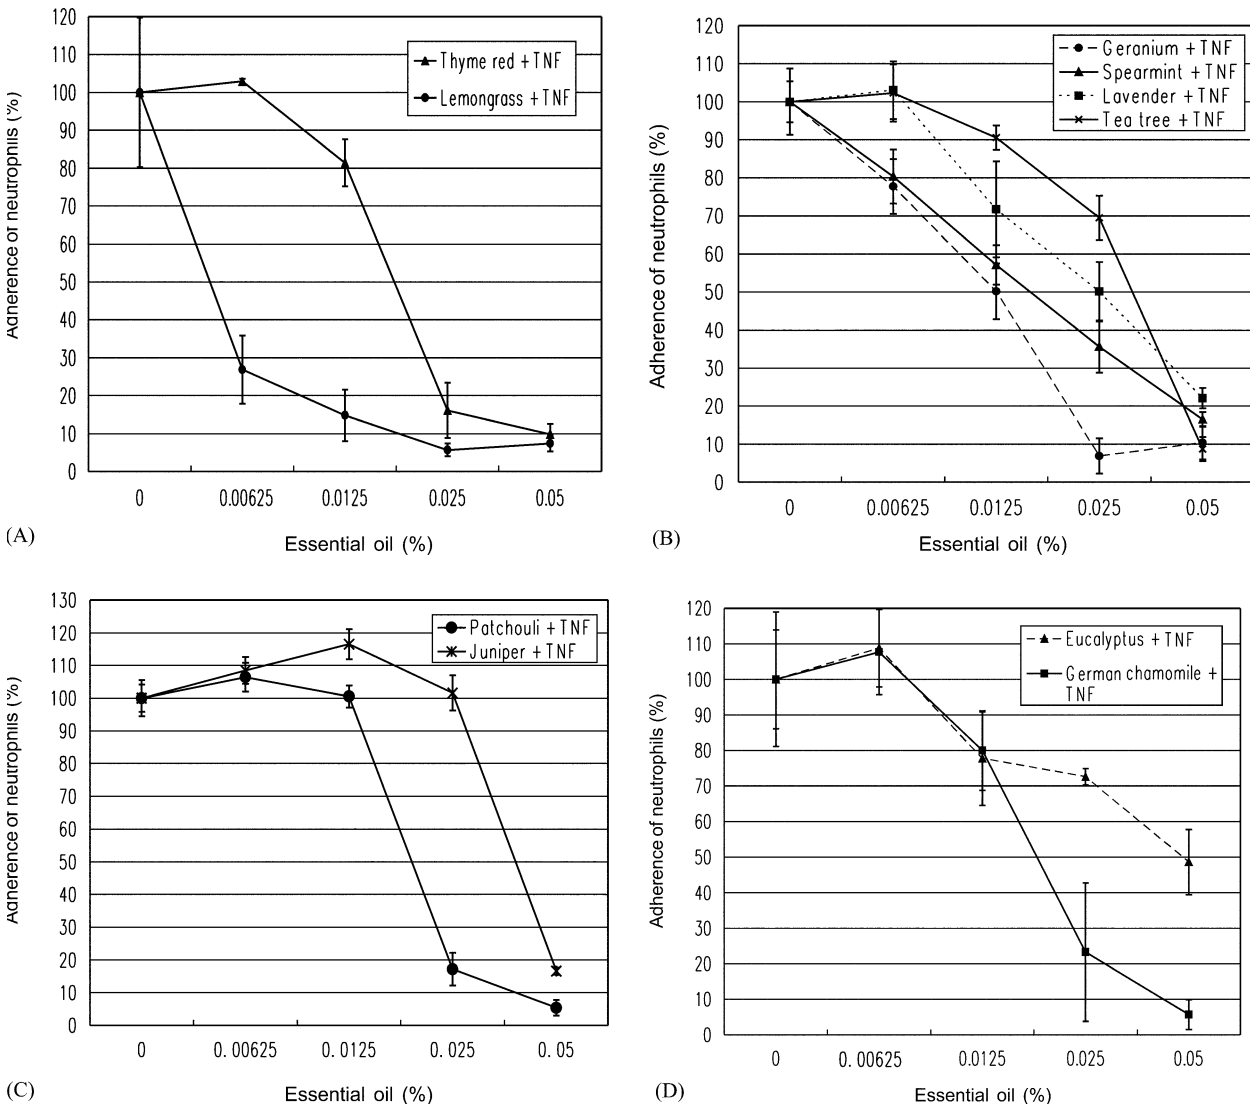 120
110
100
90
80
70
60
50
40
30
20
10
0
Adherence of neutrophils (%)
Thyme red + TNF
Lemongrass + TNF
0 0.00625 0.0125 0.025 0.05
(A)
Essential oil (%)
120
110
100
90
80
70
60
50
40
30
20
10
0
Adherence of neutrophils (%)
Geranium + TNF
Spearmint + TNF
Lavender + TNF
Tea tree + TNF
0 0.00625 0.0125 0.025 0.05
(B)
Essential oil (%)
130
120
110
100
90
80
70
60
50
40
30
20
10
0
Adherence of neutrophils (%)
Patchouli + TNF
Juniper + TNF
0 0.00625 0.0125 0.025 0.05
(C)
Essential oil (%)
120
110
100
90
80
70
60
50
40
30
20
10
0
Adherence of neutrophils (%)
Eucalyptus + TNF
German chamomile +
TNF
0 0.00625 0.0125 0.025 0.05
(D)
Essential oil (%)